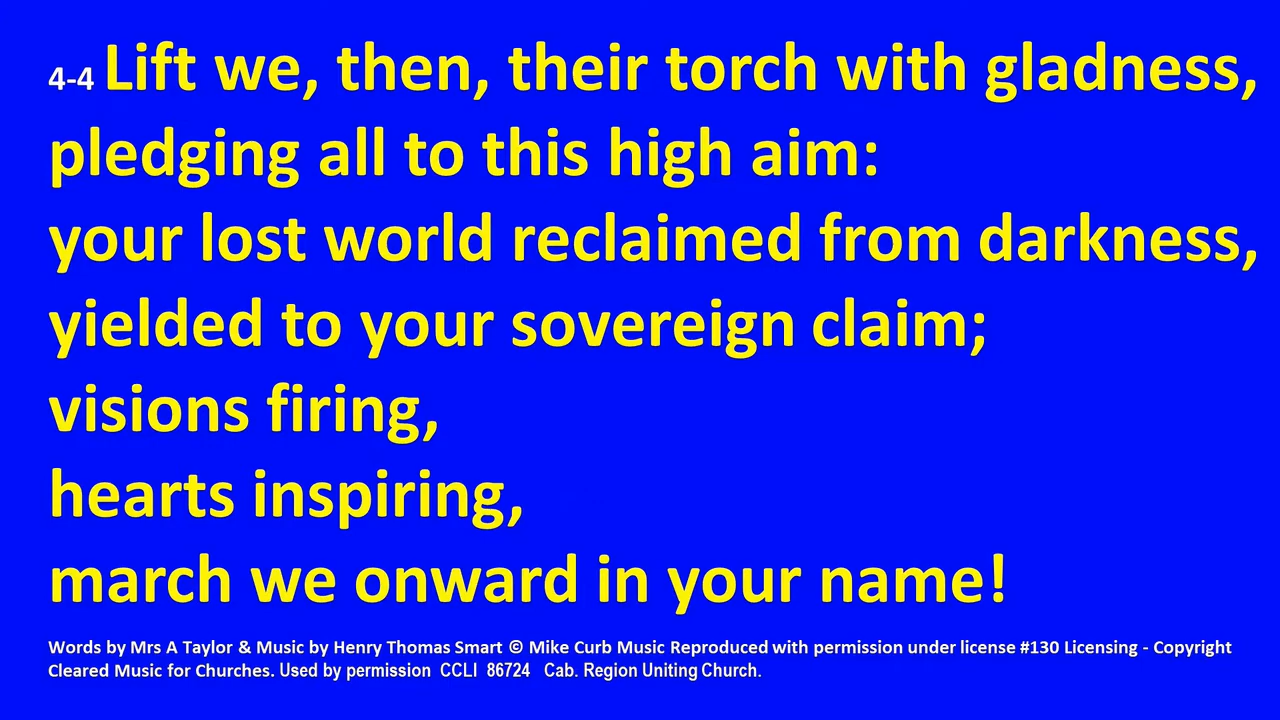 4-4 Lift we, then, their torch with gladness,
pledging all to this high aim:
your lost world reclaimed from darkness,
yielded to your sovereign claim;
visions firing,
hearts inspiring,
march we onward in your name!
Words by Mrs A Taylor & Music by Henry Thomas Smart © Mike Curb Music Reproduced with permission under license #130 Licensing - Copyright
Cleared Music for Churches. Used by permission CCLI 86724 Cab. Region Uniting Church.